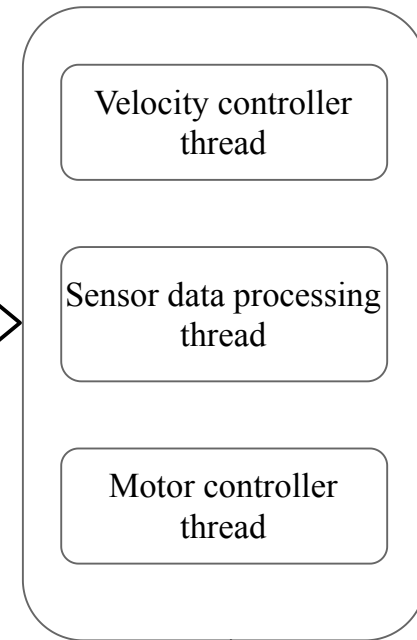 Velocity controller
thread
Sensor data processing
thread
Motor controller
thread